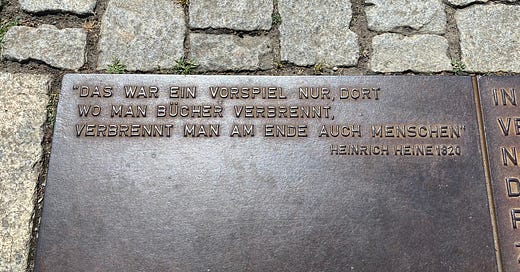 "DAS WAR EIN VORSPIEL NUR, DORT
WO MAN BÜCHER VERBRENNT,
VERBRENNT MAN AM ENDE AUCH MENSCHEN"
HEINRICH HEINE 1820
IN